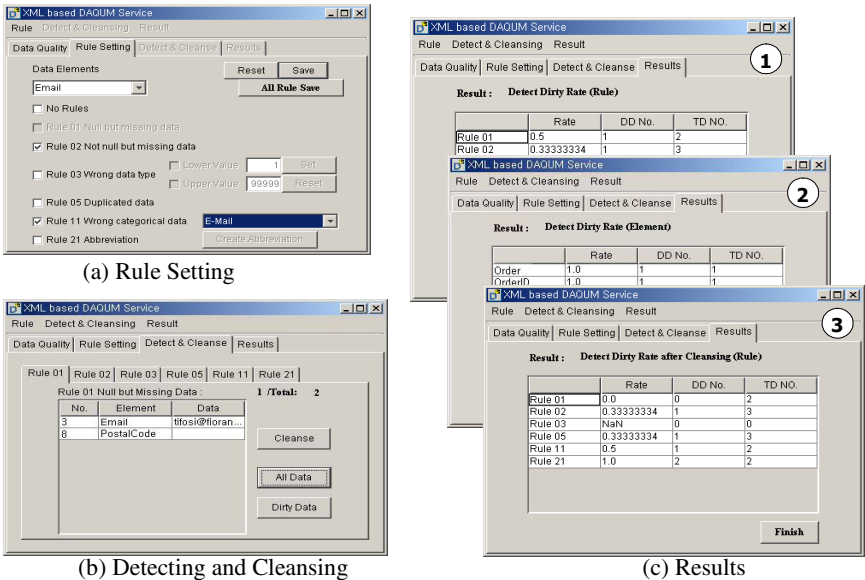 XML based DAQUM Service
Rule Detect & Cleansing Result
Data Quality Rule Setting Detect & Cleanse Results
Data Elements Reset Save
Email All Rule Save
No Rules
Rule 01 Null but missing data
Rule 02 Not null but missing data
Rule 03 Wrong data type Lower Value 1 Set
Upper Value 99999 Reset
Rule 05 Duplicated data
Rule 11 Wrong categorical data E-Mail
Rule 21 Abbreviation Create Abbreviation
(a) Rule Setting
XML based DAQUM Service
Rule Detect & Cleansing Result
Data Quality Rule Setting Detect & Cleanse Results
Rule 01 Rule 02 Rule 03 Rule 05 Rule 11 Rule 21
Rule 01 Null but Missing Data : 1 /Total: 2
No. Element Data
3 Email tifosi@fioran...
8 PostalCode
Cleanse
All Data
Dirty Data
(b) Detecting and Cleansing
XML based DAQUM Service
Rule Detect & Cleansing Result
1
Data Quality Rule Setting Detect & Cleanse Results
Result : Detect Dirty Rate (Rule)
Rate DD No. TD NO.
Rule 01 0.5 1 2
Rule 02 0.33333334 1 3
XML based DAQUM Service
Rule Detect & Cleansing Result
2
Data Quality Rule Setting Detect & Cleanse Results
Result : Detect Dirty Rate (Element)
Rate DD No. TD NO.
Order 1.0 1 1
OrderID 1.0 1 1
XML based DAQUM Service
Rule Detect & Cleansing Result
3
Data Quality Rule Setting Detect & Cleanse Results
Result : Detect Dirty Rate after Cleansing (Rule)
Rate DD No. TD NO.
Rule 01 0.0 0 2
Rule 02 0.33333334 1 3
Rule 03 NaN 0 0
Rule 05 0.33333334 1 3
Rule 11 0.5 1 2
Rule 21 1.0 2 2
Finish
(c) Results